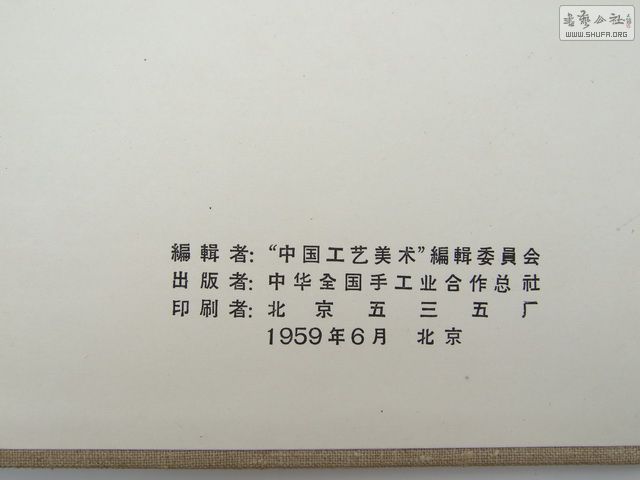 书艺公社
WWW.SHUFA.ORG
編輯者:“中国工艺美术”編輯委員会
出版者:中华全国手工业合作总社
印刷者:北京五三五厂
1959年6月 北京